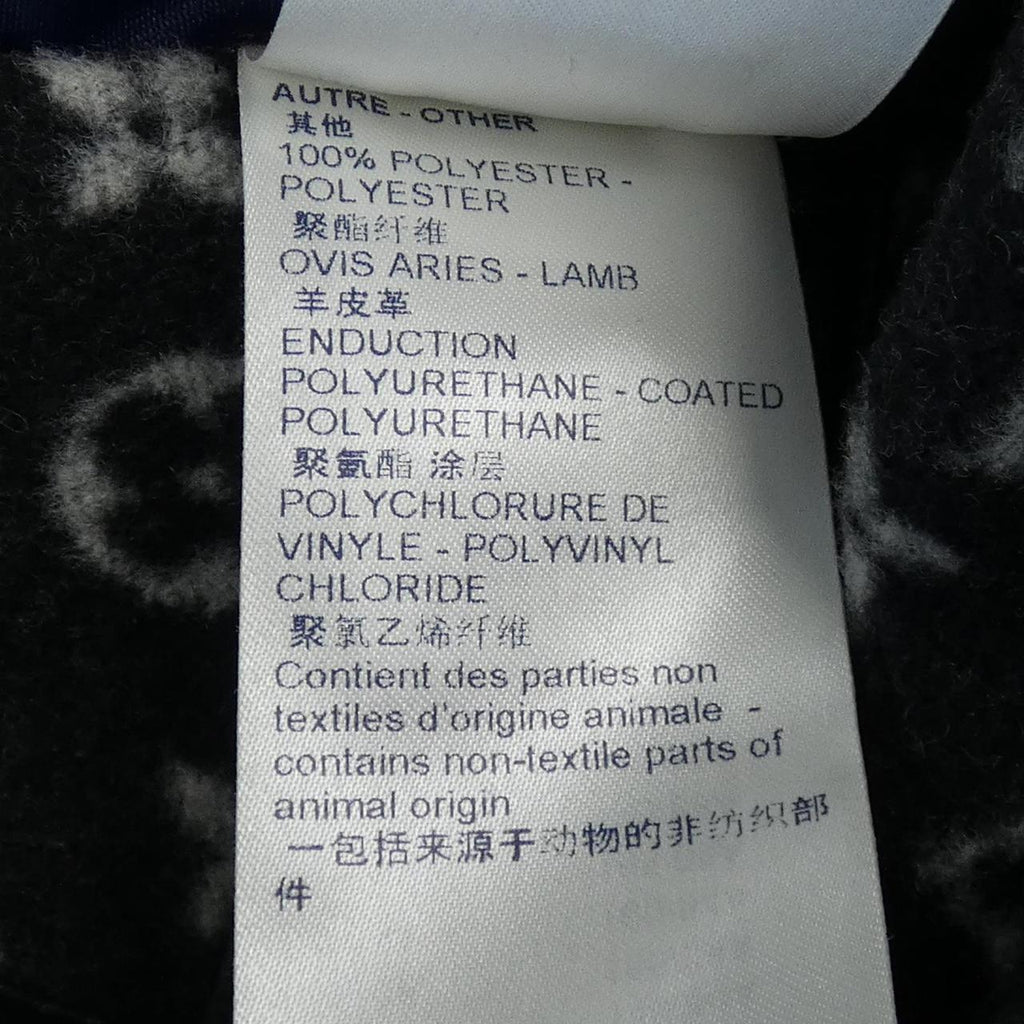 AUTRE - OTHER
其他
100% POLYESTER -
POLYESTER
聚酯纤维
OVIS ARIES - LAMB
羊皮革
ENDUCTION
POLYURETHANE - COATED
POLYURETHANE
聚氨酯 涂层
POLYCHLORURE DE
VINYLE - POLYVINYL
CHLORIDE
聚氯乙烯纤维
Contient des parties non
textiles d'origine animale -
contains non-textile parts of
animal origin
一包括来源于动物的非纺织部
件